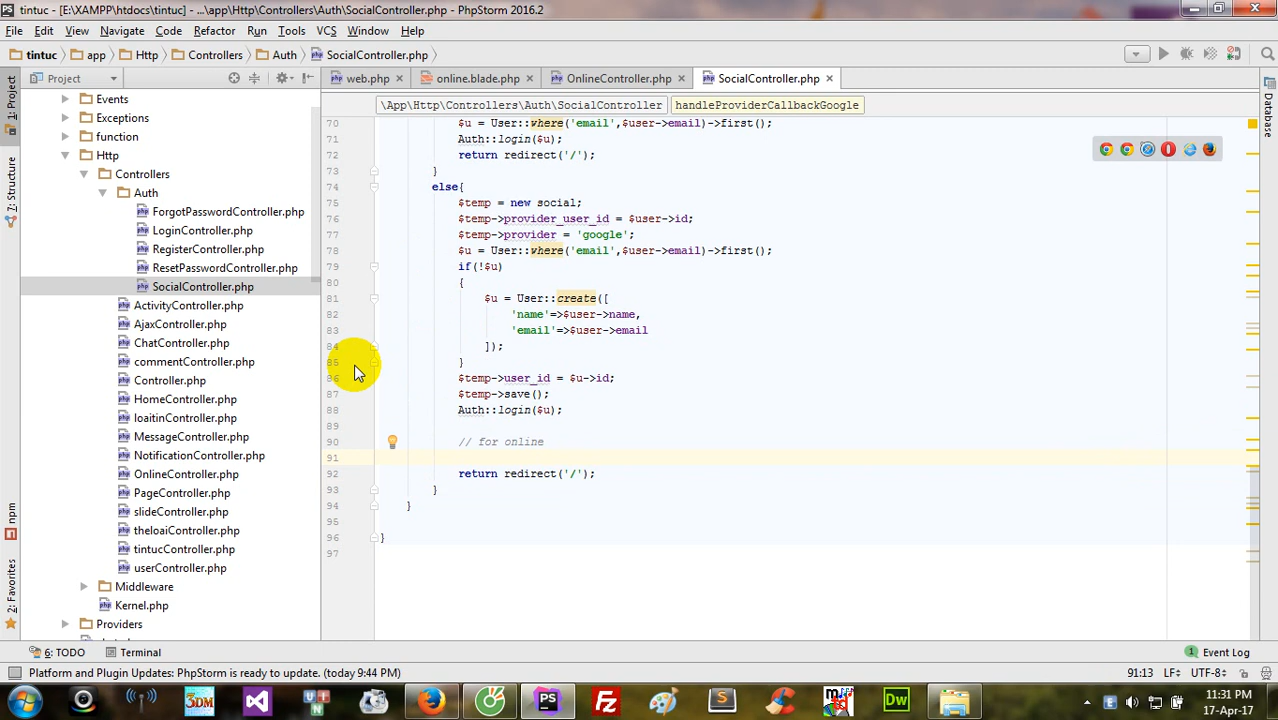 tintuc - [E:\XAMPP\htdocs\tintuc] - ...\app\Http\Controllers\Auth\SocialController.php - PhpStorm 2016.2
File Edit View Navigate Code Refactor Run Tools VCS Window Help
tintuc app Http Controllers Auth SocialController.php
Project
web.php online.blade.php OnlineController.php SocialController.php
\App\Http\Controllers\Auth\SocialController handleProviderCallbackGoogle
1: Project
7: Structure
npm
2: Favorites
Database
Events
Exceptions
function
Http
Controllers
Auth
ForgotPasswordController.php
LoginController.php
RegisterController.php
ResetPasswordController.php
SocialController.php
ActivityController.php
AjaxController.php
ChatController.php
commentController.php
Controller.php
HomeController.php
loaitinController.php
MessageController.php
NotificationController.php
OnlineController.php
PageController.php
slideController.php
theloaiController.php
tintucController.php
userController.php
Middleware
Kernel.php
Providers
70 $u = User::where('email',$user->email)->first();
71 Auth::login($u);
72 return redirect('/');
73 }
74 else{
75 $temp = new social;
76 $temp->provider_user_id = $user->id;
77 $temp->provider = 'google';
78 $u = User::where('email',$user->email)->first();
79 if(!$u)
80 {
81 $u = User::create([
82 'name'=>$user->name,
83 'email'=>$user->email
84 ]);
85 }
86 $temp->user_id = $u->id;
87 $temp->save();
88 Auth::login($u);
89
90 // for online
91
92 return redirect('/');
93 }
94 }
95
96 }
97
6: TODO Terminal 1 Event Log
Platform and Plugin Updates: PhpStorm is ready to update. (today 9:44 PM) 91:13 LF÷ UTF-8÷
11:31 PM
17-Apr-17